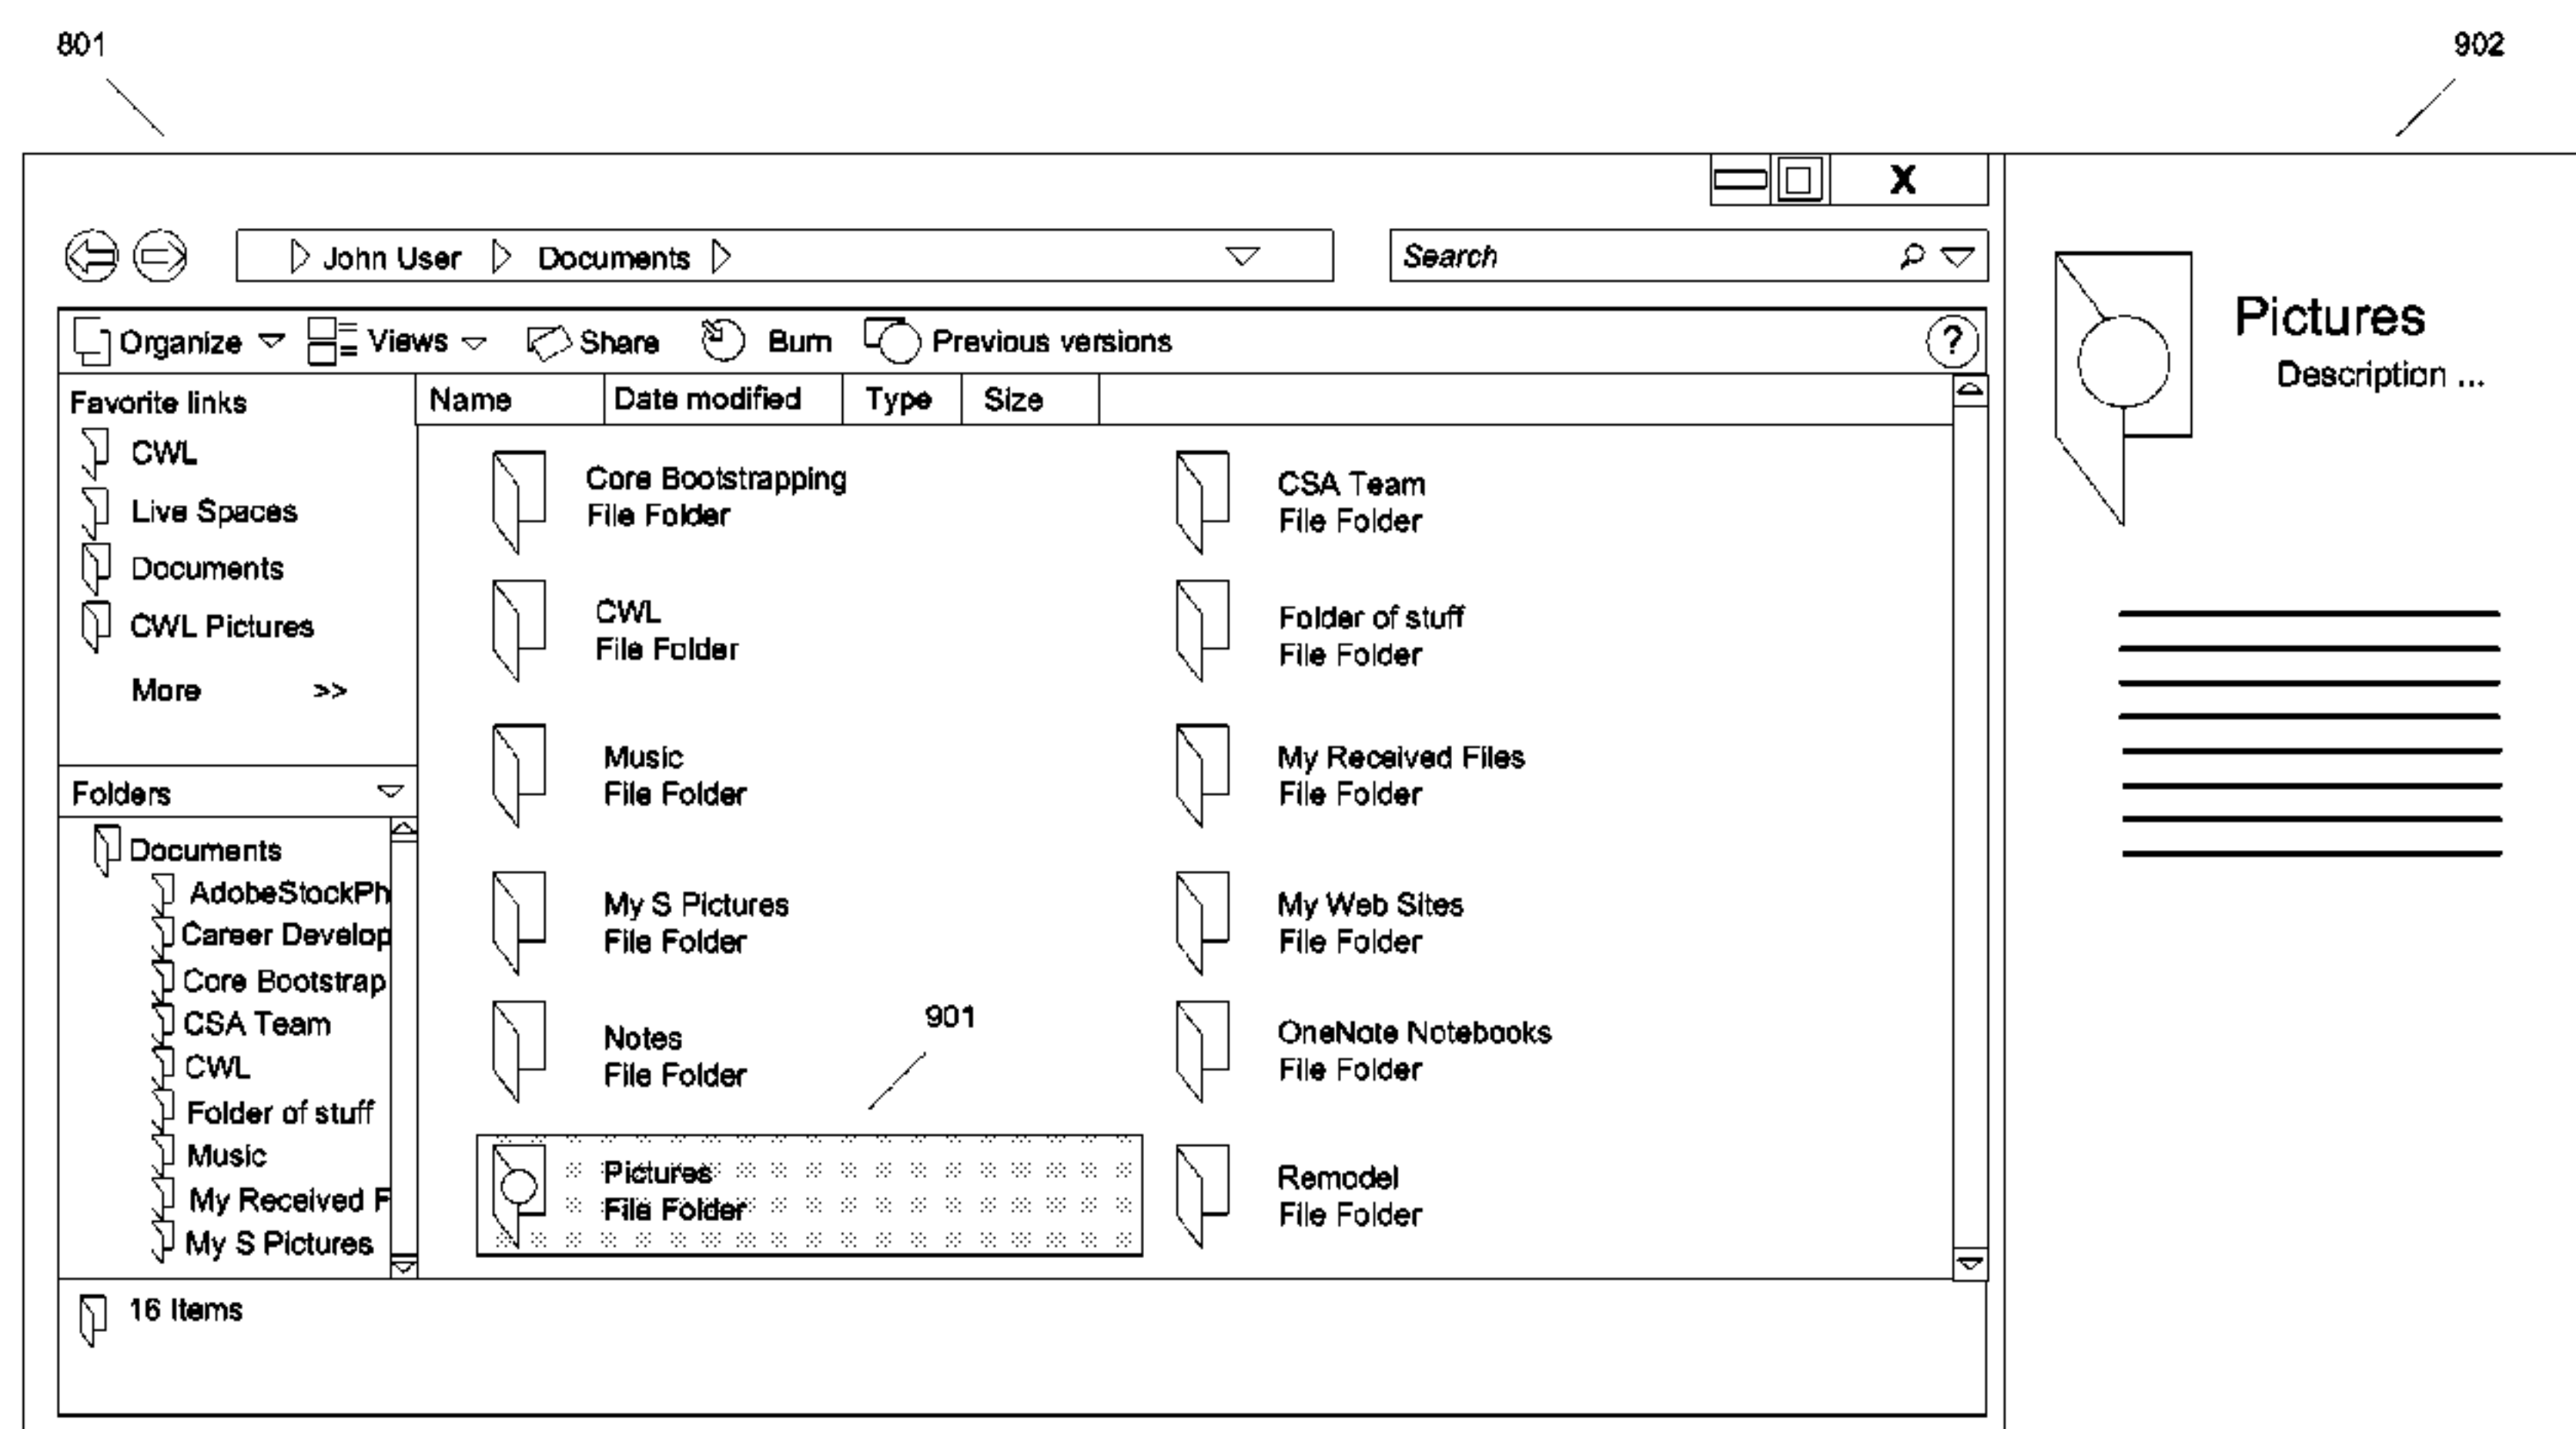 801
902
X
John User Documents
Search
Organize Views Share Burn Previous versions ?
Pictures
Description ...
Favorite links
CWL
Live Spaces
Documents
CWL Pictures
More >>
Folders
Documents
AdobeStockPh
Career Develop
Core Bootstrap
CSA Team
CWL
Folder of stuff
Music
My Received F
My S Pictures
Name Date modified Type Size
Core Bootstrapping
File Folder
CSA Team
File Folder
CWL
File Folder
Folder of stuff
File Folder
Music
File Folder
My Received Files
File Folder
My S Pictures
File Folder
My Web Sites
File Folder
Notes
File Folder
901
OneNote Notebooks
File Folder
Pictures
File Folder
Remodel
File Folder
16 Items